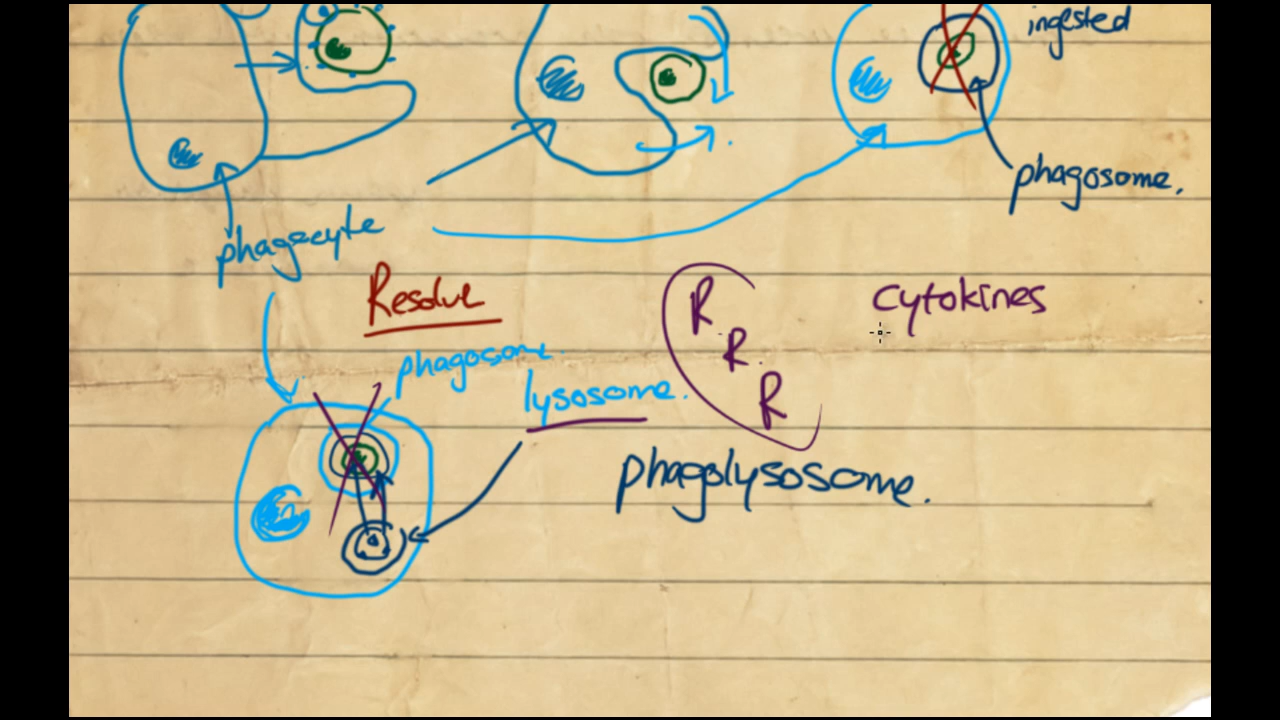 ingested
phagosome.
phagocyte
Resolve
R
R
R
cytokines
phagosome.
lysosome.
phagolysosome.